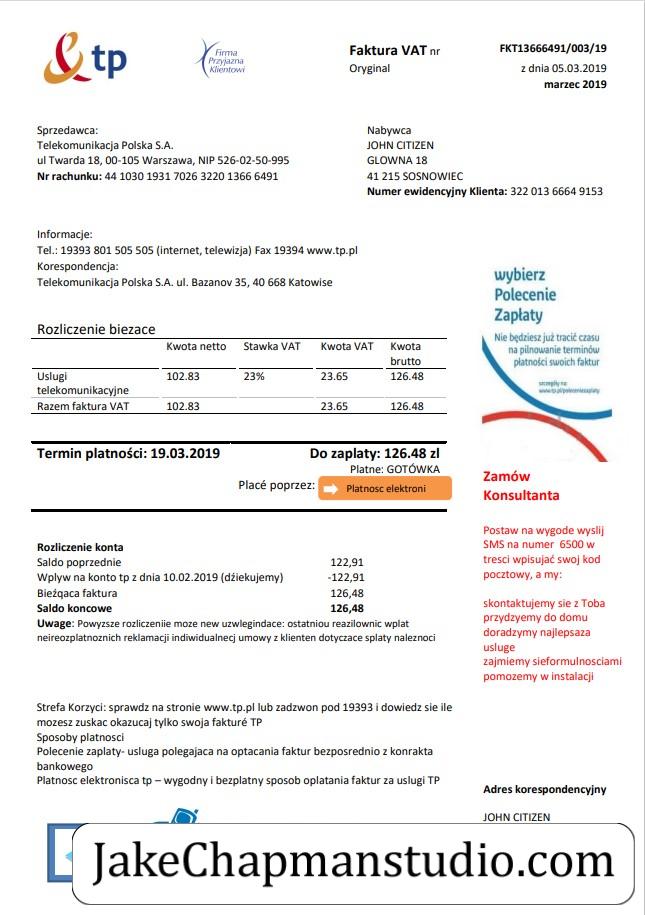 tp
Firma
Przyjazna
Klientowi
Faktura VAT nr
Oryginal
FKT13666491/003/19
z dnia 05.03.2019
marzec 2019
Sprzedawca:
Telekomunikacja Polska S.A.
ul Twarda 18, 00-105 Warszawa, NIP 526-02-50-995
Nr rachunku: 44 1030 1931 7026 3220 1366 6491
Nabywca
JOHN CITIZEN
GLOWNA 18
41 215 SOSNOWIEC
Numer ewidencyjny Klienta: 322 013 6664 9153
Informacje:
Tel.: 19393 801 505 505 (internet, telewizja) Fax 19394 www.tp.pl
Korespondencja:
Telekomunikacja Polska S.A. ul. Bazanov 35, 40 668 Katowise
wybierz
Polecenie
Zapłaty
Nie będziesz już tracić czasu
na pilnowanie terminów
płatności swoich faktur
szczegóły na:
www.tp.pl/poleceniezaplaty
Rozliczenie biezace
Kwota netto Stawka VAT Kwota VAT Kwota
brutto
Uslugi 102.83 23% 23.65 126.48
telekomunikacyjne
Razem faktura VAT 102.83 23.65 126.48
Termin platności: 19.03.2019 Do zaplaty: 126.48 zl
Platne: GOTÓWKA
Placé poprzez: Platnosc elektroni
Zamów
Konsultanta
Postaw na wygode wyslij
SMS na numer 6500 w
tresci wpisujać swoj kod
pocztowy, a my:
skontaktujemy sie z Toba
przydzyemy do domu
doradzymy najlepsza
usluge
zajmiemy sieformulnosciami
pomozemy w instalacji
Rozliczenie konta
Saldo poprzednie 122,91
Wplyw na konto tp z dnia 10.02.2019 (dźiekujemy) -122,91
Bieźqaca faktura 126,48
Saldo koncowe 126,48
Uwage: Powyzsze rozliczeniie moze new uzwlegindace: ostatniou reazilownic wplat
neireozplatnoznich reklamacji indiwidualnecj umowy z klienten dotyczace splaty naleznoci
Strefa Korzyci: sprawdz na stronie www.tp.pl lub zadzwon pod 19393 i dowiedz sie ile
mozesz zuskac okazucaj tylko swoja fakturé TP
Sposoby platnosci
Polecenie zaplaty- usluga polegajaca na optacania faktur bezposrednio z konrakta
bankowego
Platnosc elektronisca tp – wygodny i bezplatny sposob oplatania faktur za uslugi TP
Adres korespondencyjny
JOHN CITIZEN
JakeChapmanstudio.com